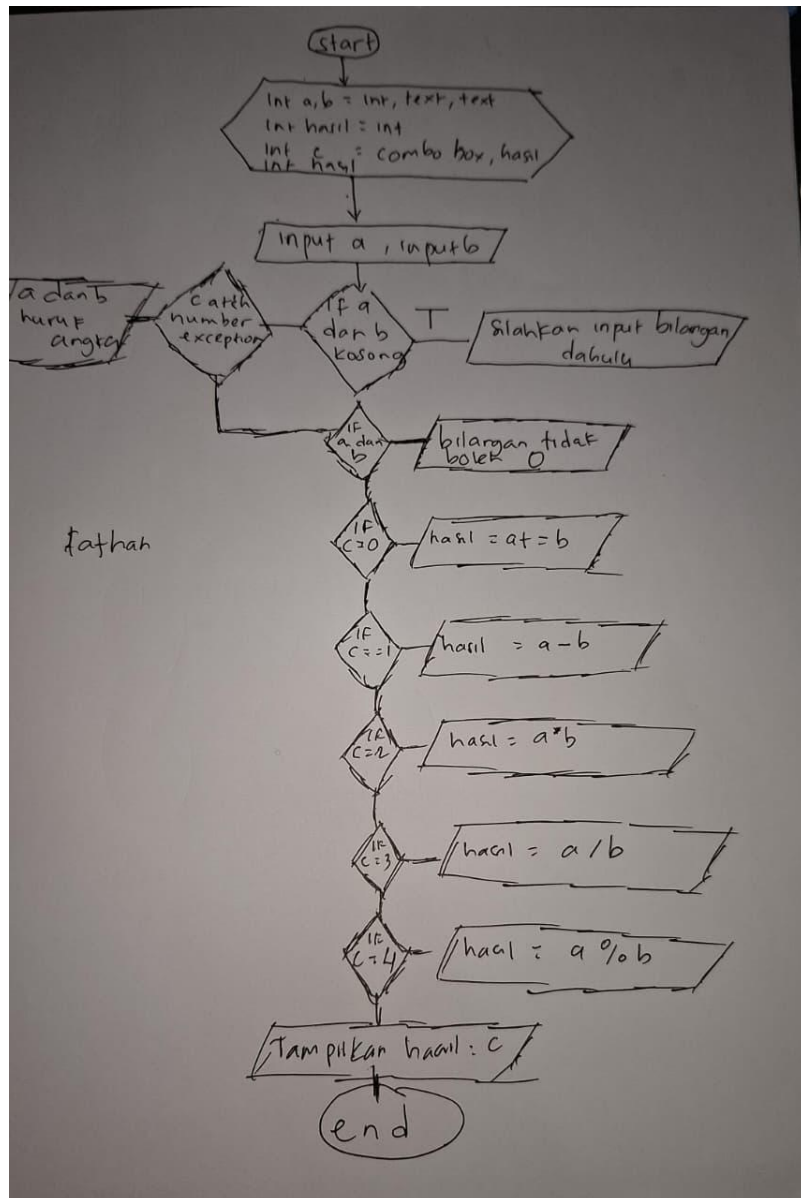 start
int a,b = int, text, text
int hasil = int
int c = combo box, hasil
int hasil
input a , input b
a dan b
huruf
angka
catch
number
exception
if a
dan b
kosong
T
silahkan input bilangan
dahulu
IF
a dan
b
bilangan tidak
boleh 0
IF
c=0
hasil = a+=b
IF
c==1
hasil = a-b
IF
c=2
hasil = a*b
IF
c=3
hasil = a/b
IF
c=4
hasil = a%b
Tampilkan hasil: c
end